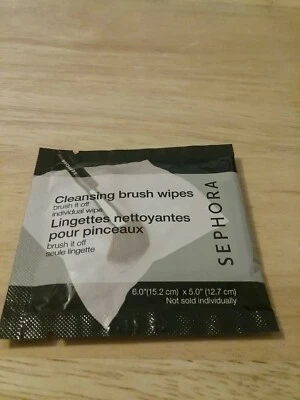 Cleansing brush wipes
brush it off
individual wipe
Lingettes nettoyantes
pour pinceaux
brush it off
seule lingette
SEPHORA
6.0"(15.2 cm) x 5.0" (12.7 cm)
Not sold individually